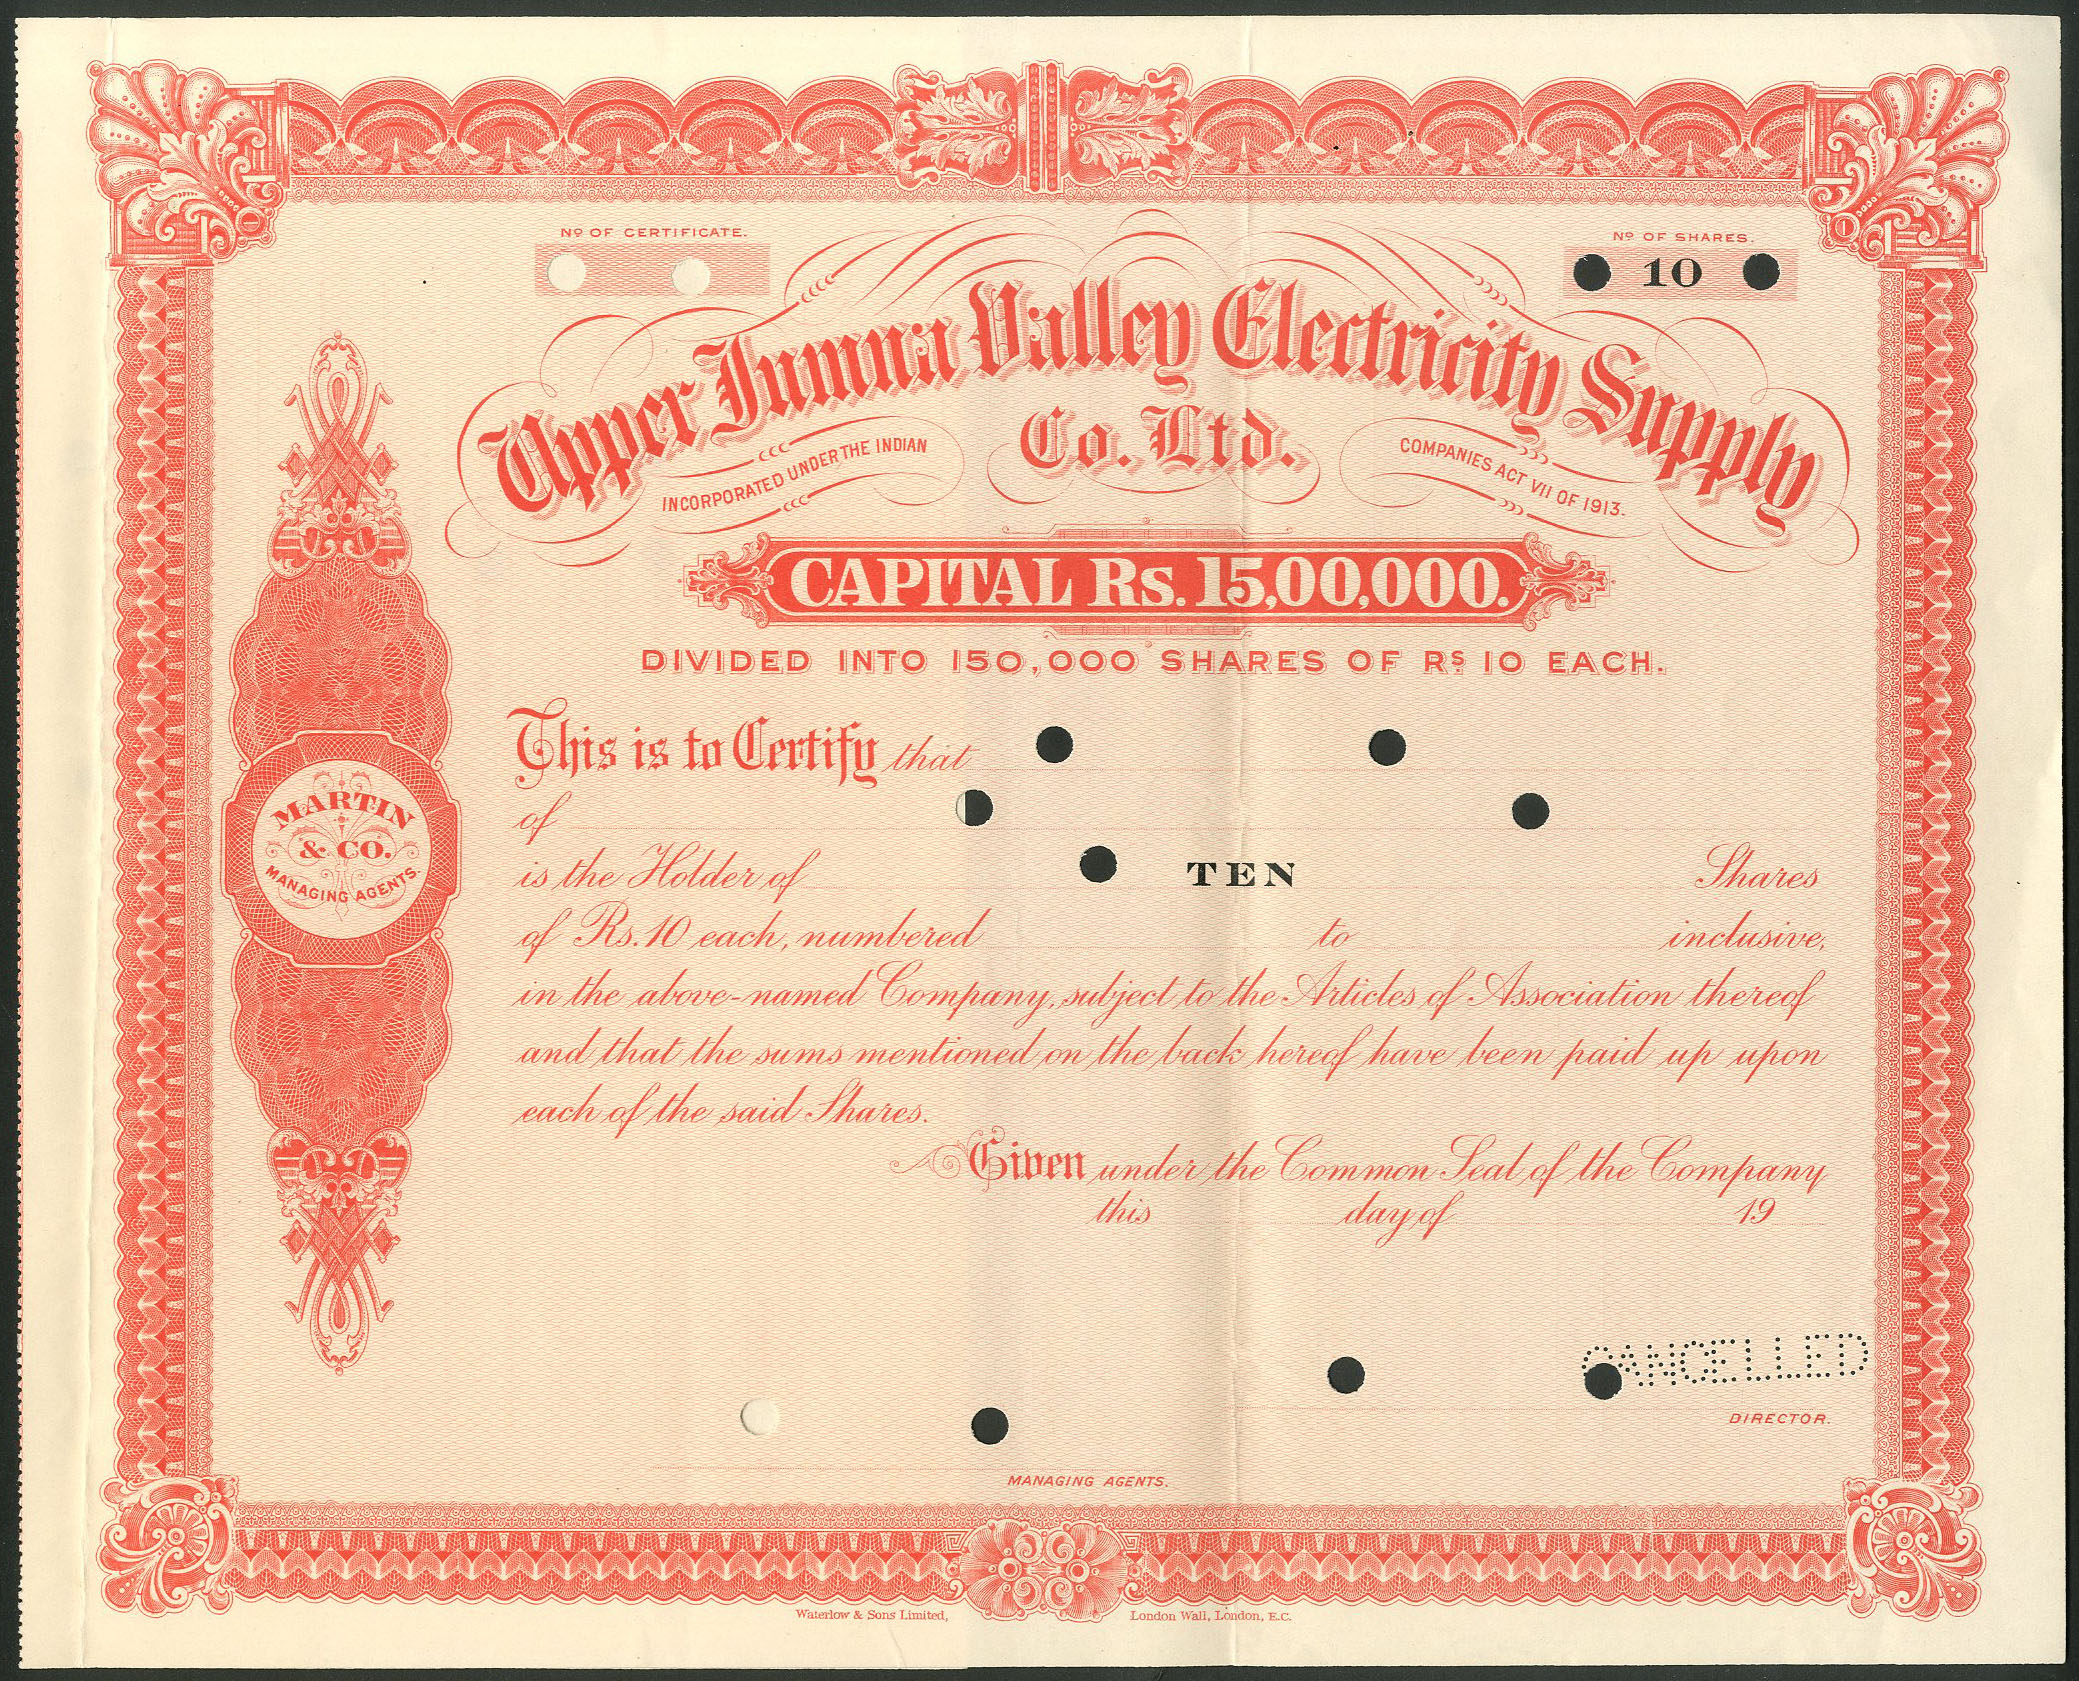 Nº OF CERTIFICATE.
Nº OF SHARES.
10
Upper Jumna Valley Electricity Supply
Co. Ltd.
INCORPORATED UNDER THE INDIAN
COMPANIES ACT VII OF 1913.
CAPITAL Rs. 15,00,000.
DIVIDED INTO 150,000 SHARES OF Rs 10 EACH.
This is to Certify that
of
is the Holder of TEN Shares
of Rs. 10 each, numbered to inclusive,
in the above-named Company, subject to the Articles of Association thereof
and that the sums mentioned on the back hereof have been paid up upon
each of the said Shares.
Given under the Common Seal of the Company
this day of 19
MARTIN
& CO.
MANAGING AGENTS.
CANCELLED
DIRECTOR.
MANAGING AGENTS.
Waterlow & Sons Limited, London Wall, London, E.C.